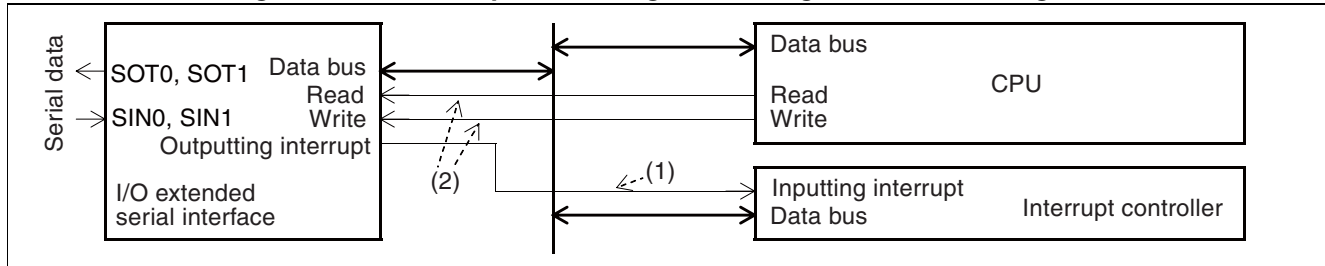 Serial data
SOT0, SOT1
SIN0, SIN1
Data bus
Read
Write
Outputting interrupt
I/O extended
serial interface
(2)
(1)
Data bus
CPU
Read
Write
Inputting interrupt
Data bus
Interrupt controller